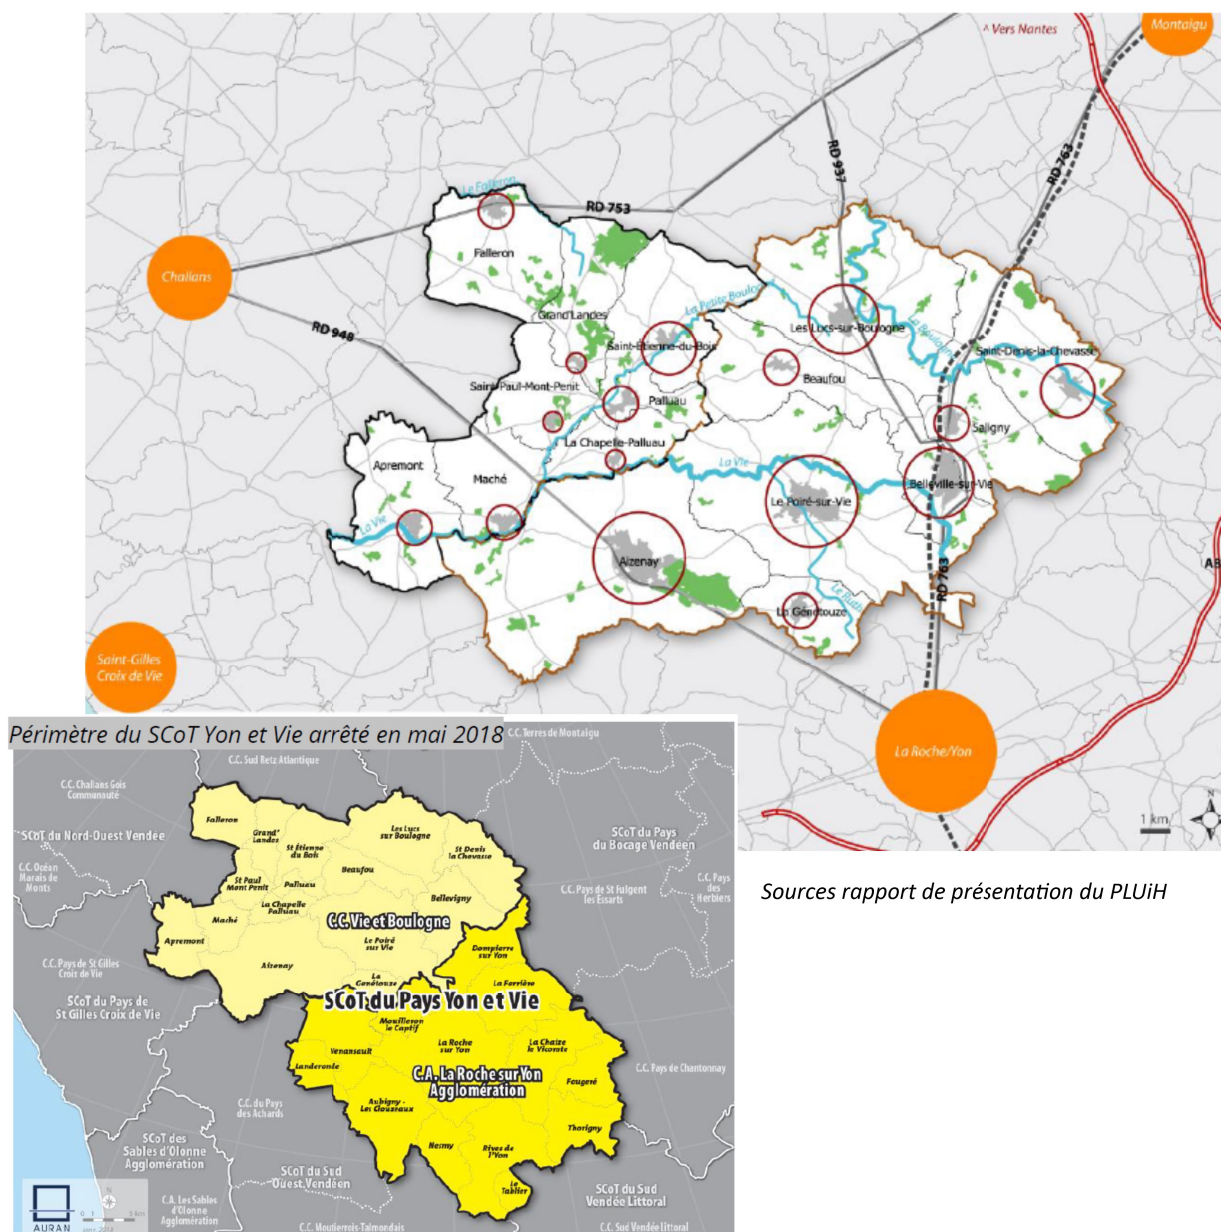 Montaigu
^ Vers Nantes
RD 937
RD 763
Le Falleron
RD 753
Falleron
Challans
Grand'Landes
La Petite Boulogne
RD 948
Les Lucs-sur-Boulogne
La Boulogne
Saint-Étienne-du-Bois
Saint-Denis-la-Chevasse
Beaufou
Saint-Paul-Mont-Penit
Palluau
Saligny
La Chapelle-Palluau
Apremont
La Vie
Maché
Belleville-sur-Vie
Le Poiré-sur-Vie
La Vie
Aizenay
RD 763
Le Ruth
La Génétouze
Saint-Gilles
Croix de Vie
La Roche/Yon
N
1 km
Sources rapport de présentation du PLUiH
Périmètre du SCoT Yon et Vie arrêté en mai 2018
C.C. Terres de Montaigu
C.C. Sud Retz Atlantique
C.C. Challans Gois
Communauté
Falleron
SCoT du Nord-Ouest Vendée
Grand'
Landes
Les Lucs
sur Boulogne
SCoT du Pays
du Bocage Vendéen
St Étienne
du Bois
St Denis
la Chevasse
C.C. Océan
Marais de
Monts
Beaufou
St Paul
Mont Penit
Palluau
C.C. Pays de St Fulgent
les Essarts
C.C. Pays
des
Herbiers
Bellevigny
La Chapelle
Palluau
Maché
C.C. Vie et Boulogne
Apremont
Le Poiré
sur Vie
Dompierre
sur Yon
C.C. Pays de St Gilles
Croix de Vie
Aizenay
La
Genétouze
La Ferrière
SCoT du Pays de
St Gilles Croix de Vie
SCoT du Pays Yon et Vie
Mouilleron
le Captif
La Roche
sur Yon
La Chaize
le Vicomte
Venansault
Landeronde
C.C. Pays de Chantonnay
C.A. La Roche sur Yon
Agglomération
Fougeré
C.C. du Pays
des Achards
Aubigny -
Les Clouzeaux
Thorigny
SCoT des
Sables d'Olonne
Agglomération
Nesmy
Rives de
l'Yon
SCoT du Sud
Ouest Vendéen
Le
Tablier
SCoT du Sud
Vendée Littoral
C.A. Les Sables
d'Olonne
Agglomération
N
0 1 5 km
AURAN
C.C. Moutierrois-Talmondais
C.C. Sud Vendée Littoral